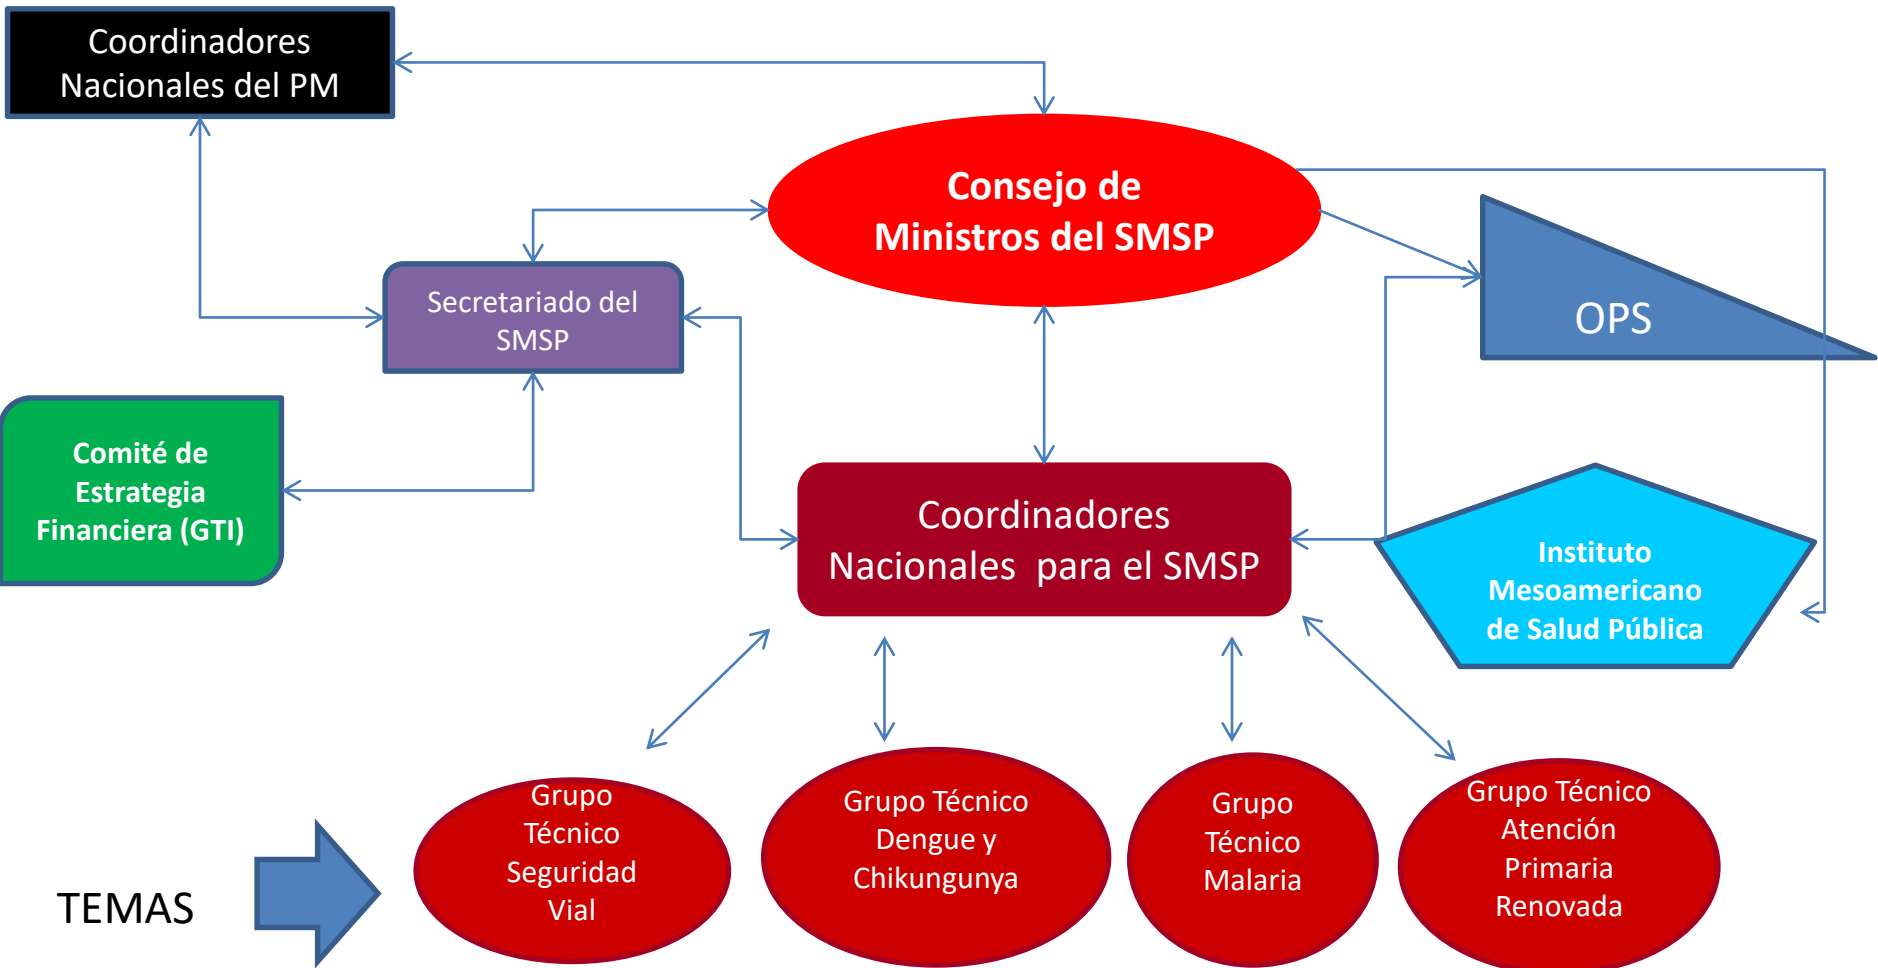 Coordinadores
Nacionales del PM
Consejo de
Ministros del SMSP
Secretariado del
SMSP
OPS
Comité de
Estrategia
Financiera (GTI)
Coordinadores
Nacionales para el SMSP
Instituto
Mesoamericano
de Salud Pública
TEMAS
Grupo
Técnico
Seguridad
Vial
Grupo Técnico
Dengue y
Chikungunya
Grupo
Técnico
Malaria
Grupo Técnico
Atención
Primaria
Renovada